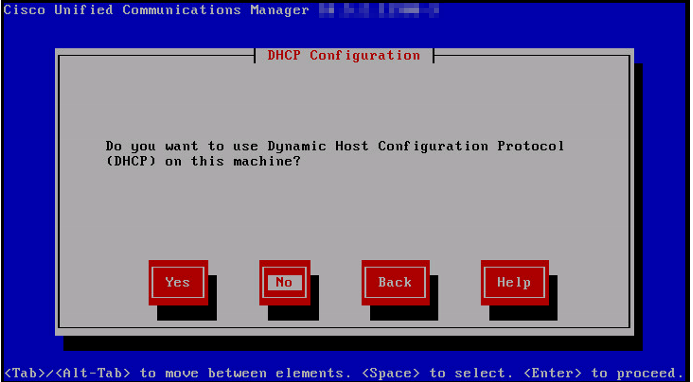 Cisco Unified Communications Manager
DHCP Configuration
Do you want to use Dynamic Host Configuration Protocol
(DHCP) on this machine?
Yes No Back Help
<Tab>/<Alt-Tab> to move between elements. <Space> to select. <Enter> to proceed.